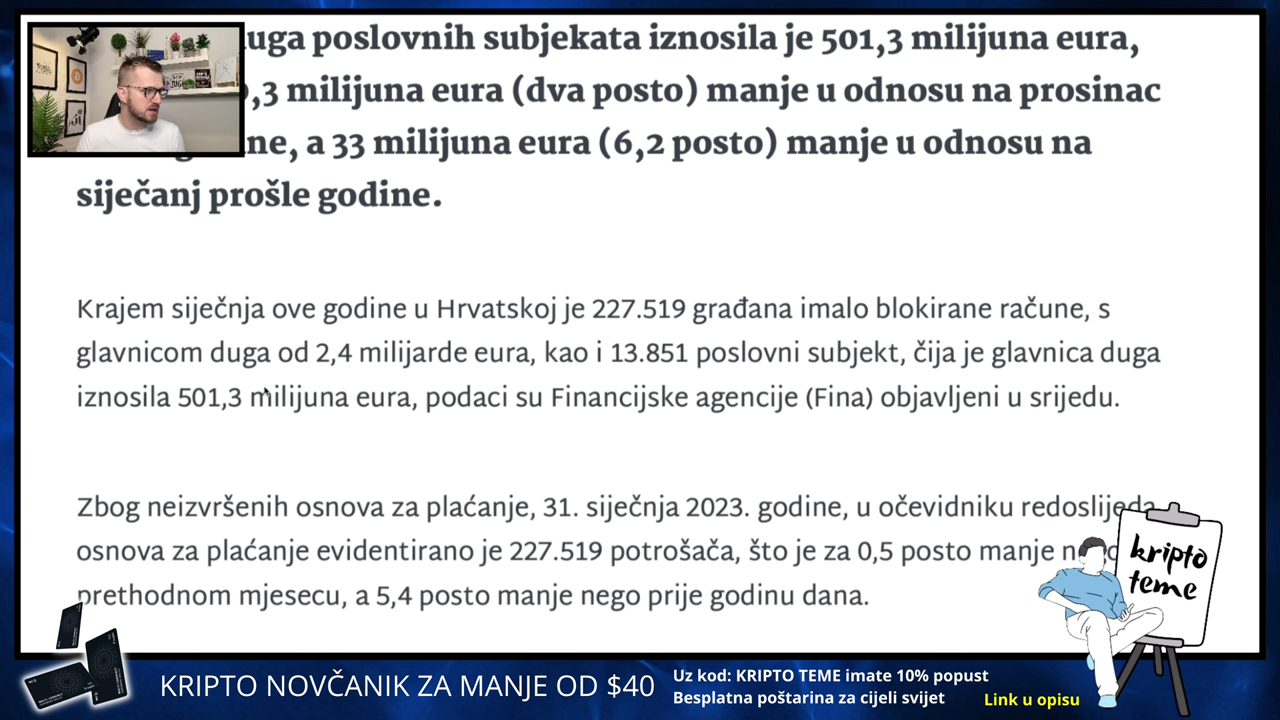 uga poslovnih subjekata iznosila je 501,3 milijuna eura,
,3 milijuna eura (dva posto) manje u odnosu na prosinac
ne, a 33 milijuna eura (6,2 posto) manje u odnosu na
siječanj prošle godine.
Krajem siječnja ove godine u Hrvatskoj je 227.519 građana imalo blokirane račune, s
glavnicom duga od 2,4 milijarde eura, kao i 13.851 poslovni subjekt, čija je glavnica duga
iznosila 501,3 milijuna eura, podaci su Financijske agencije (Fina) objavljeni u srijedu.
Zbog neizvršenih osnova za plaćanje, 31. siječnja 2023. godine, u očevidniku redoslijeda
osnova za plaćanje evidentirano je 227.519 potrošača, što je za 0,5 posto manje
prethodnom mjesecu, a 5,4 posto manje nego prije godinu dana.
kripto
teme
KRIPTO NOVČANIK ZA MANJE OD $40
Uz kod: KRIPTO TEME imate 10% popust
Besplatna poštarina za cijeli svijet
Link u opisu